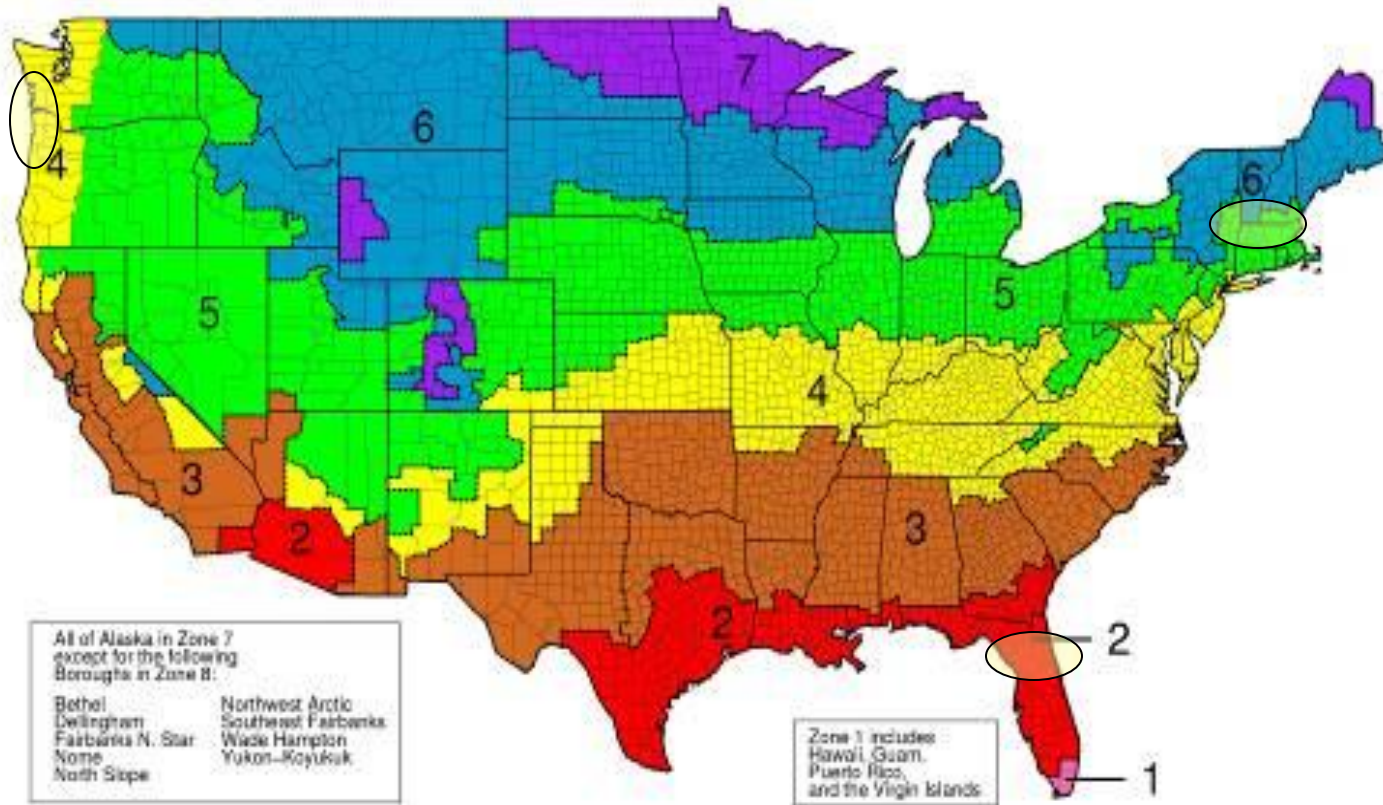 7
6
4
6
5
5
4
3
3
2
2
2
1
All of Alaska in Zone 7
except for the following
Boroughs in Zone 8:
Bethel Northwest Arctic
Dellingham Southeast Fairbanks
Fairbanks N. Star Wade Hampton
Nome Yukon-Koyukuk
North Slope
Zone 1 includes
Hawaii, Guam,
Puerto Rico,
and the Virgin Islands